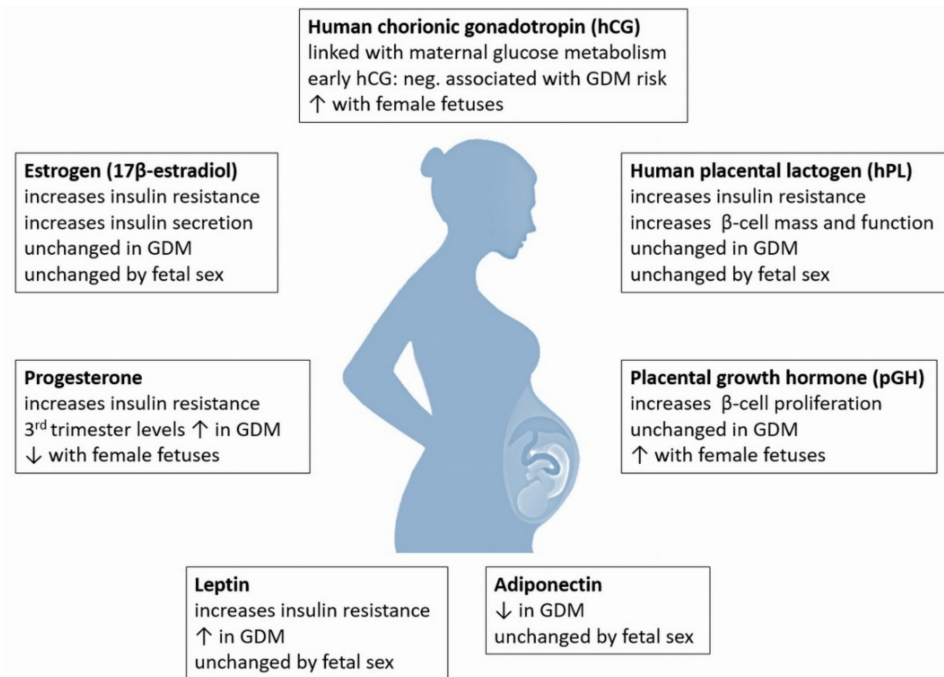 Human chorionic gonadotropin (hCG)
linked with maternal glucose metabolism
early hCG: neg. associated with GDM risk
↑ with female fetuses
Estrogen (17β-estradiol)
increases insulin resistance
increases insulin secretion
unchanged in GDM
unchanged by fetal sex
Human placental lactogen (hPL)
increases insulin resistance
increases β-cell mass and function
unchanged in GDM
unchanged by fetal sex
Progesterone
increases insulin resistance
3rd trimester levels ↑ in GDM
↓ with female fetuses
Placental growth hormone (pGH)
increases β-cell proliferation
unchanged in GDM
↑ with female fetuses
Leptin
increases insulin resistance
↑ in GDM
unchanged by fetal sex
Adiponectin
↓ in GDM
unchanged by fetal sex